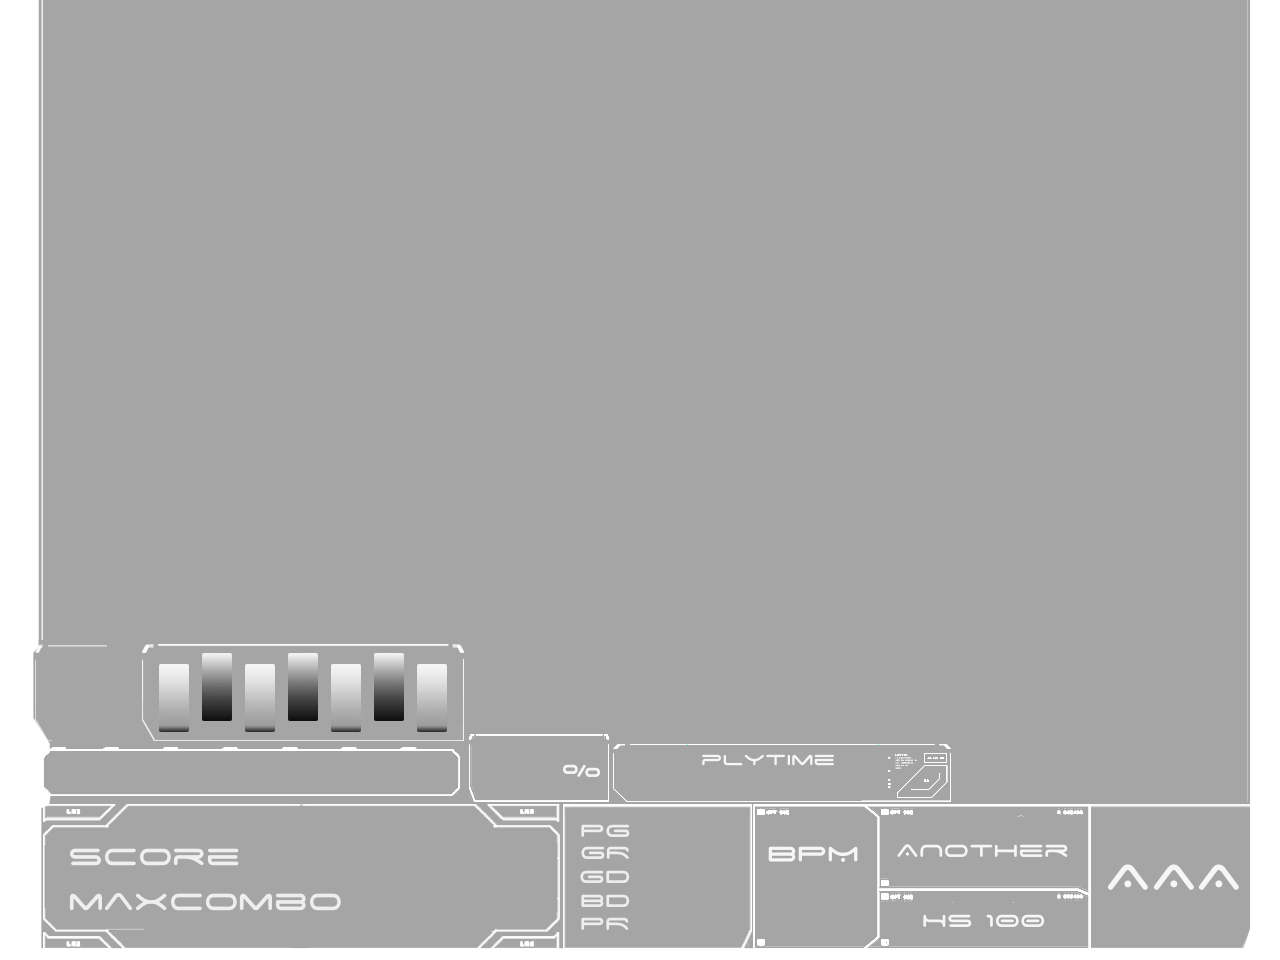 %
PLYTIME
SCORE
MAXCOMBO
PG
GR
GD
BD
PR
BPM
ANOTHER
HS 100
AAA